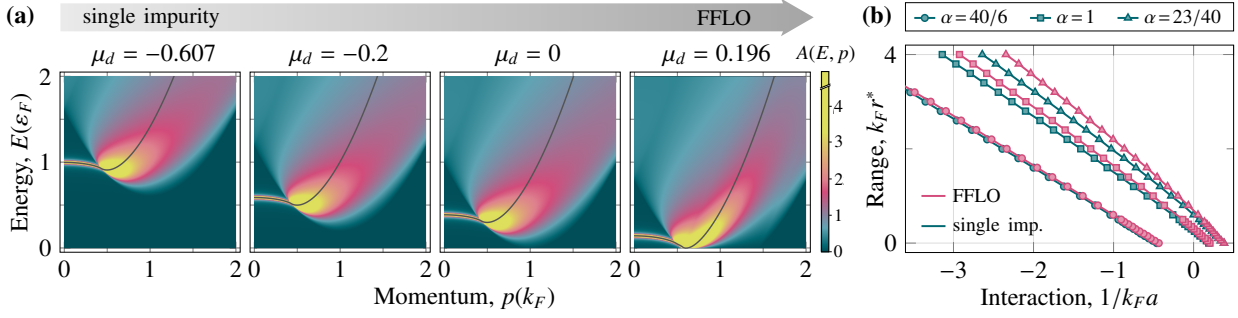 (a) single impurity FFLO
μ_d = −0.607 μ_d = −0.2 μ_d = 0 μ_d = 0.196 A(E, p)
Energy, E(ε_F)
2
1
0
0 1 2
0 1 2
0 1 2
0 1 2
Momentum, p(k_F)
4
3
2
1
0
(b) α = 40/6 α = 1 α = 23/40
Range, k_F r*
4
2
0
FFLO
single imp.
−3 −2 −1 0
Interaction, 1/k_F a